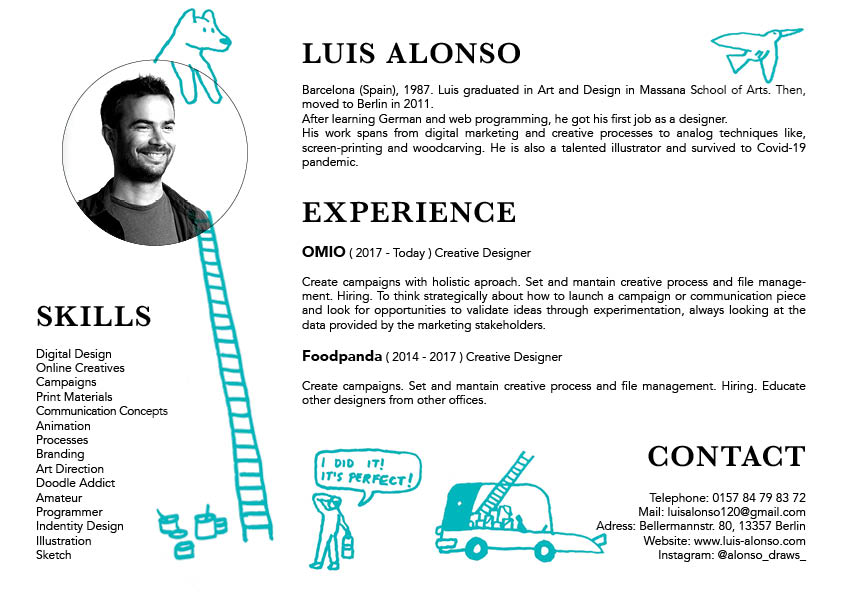 LUIS ALONSO
Barcelona (Spain), 1987. Luis graduated in Art and Design in Massana School of Arts. Then,
moved to Berlin in 2011.
After learning German and web programming, he got his first job as a designer.
His work spans from digital marketing and creative processes to analog techniques like,
screen-printing and woodcarving. He is also a talented illustrator and survived to Covid-19
pandemic.
EXPERIENCE
OMIO ( 2017 - Today ) Creative Designer
Create campaigns with holistic aproach. Set and mantain creative process and file manage-
ment. Hiring. To think strategically about how to launch a campaign or communication piece
and look for opportunities to validate ideas through experimentation, always looking at the
data provided by the marketing stakeholders.
Foodpanda ( 2014 - 2017 ) Creative Designer
Create campaigns. Set and mantain creative process and file management. Hiring. Educate
other designers from other offices.
SKILLS
Digital Design
Online Creatives
Campaigns
Print Materials
Communication Concepts
Animation
Processes
Branding
Art Direction
Doodle Addict
Amateur
Programmer
Indentity Design
Illustration
Sketch
I DID IT!
IT'S PERFECT!
CONTACT
Telephone: 0157 84 79 83 72
Mail: luisalonso120@gmail.com
Adress: Bellermannstr. 80, 13357 Berlin
Website: www.luis-alonso.com
Instagram: @alonso_draws_